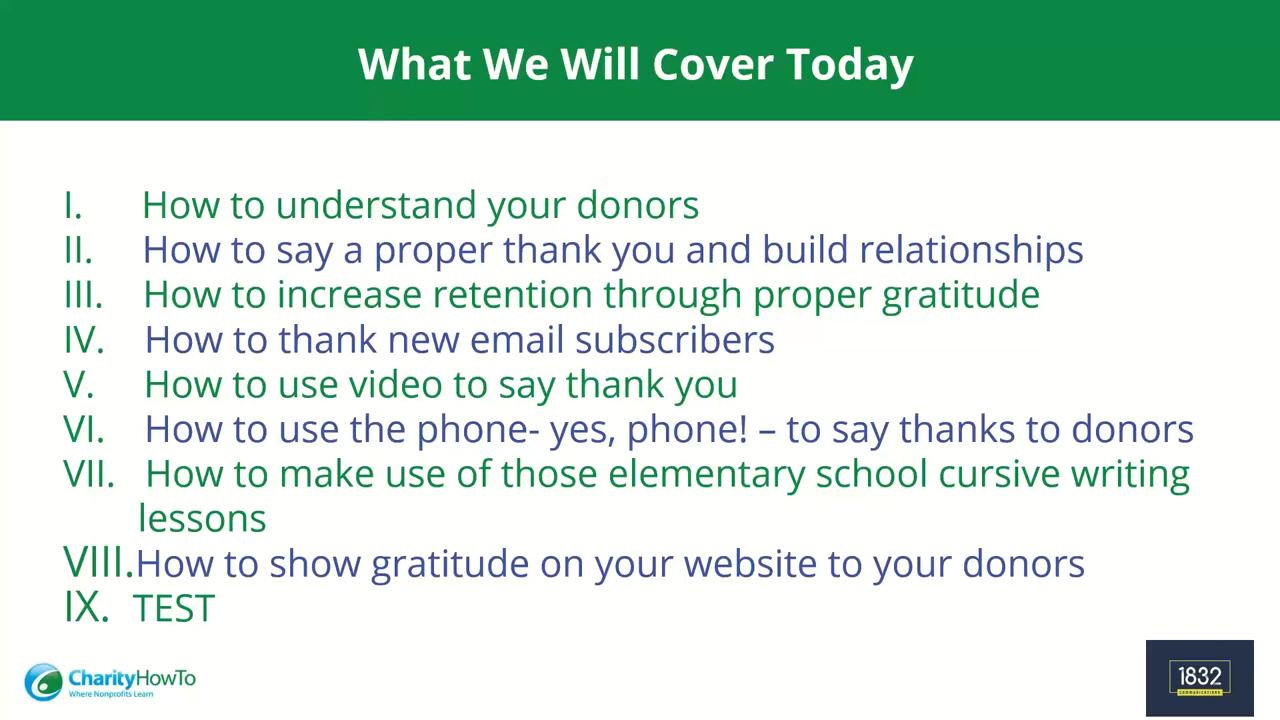 What We Will Cover Today
I. How to understand your donors
II. How to say a proper thank you and build relationships
III. How to increase retention through proper gratitude
IV. How to thank new email subscribers
V. How to use video to say thank you
VI. How to use the phone- yes, phone! – to say thanks to donors
VII. How to make use of those elementary school cursive writing
lessons
VIII. How to show gratitude on your website to your donors
IX. TEST
CharityHowTo
Where Nonprofits Learn
1832
COMMUNICATIONS